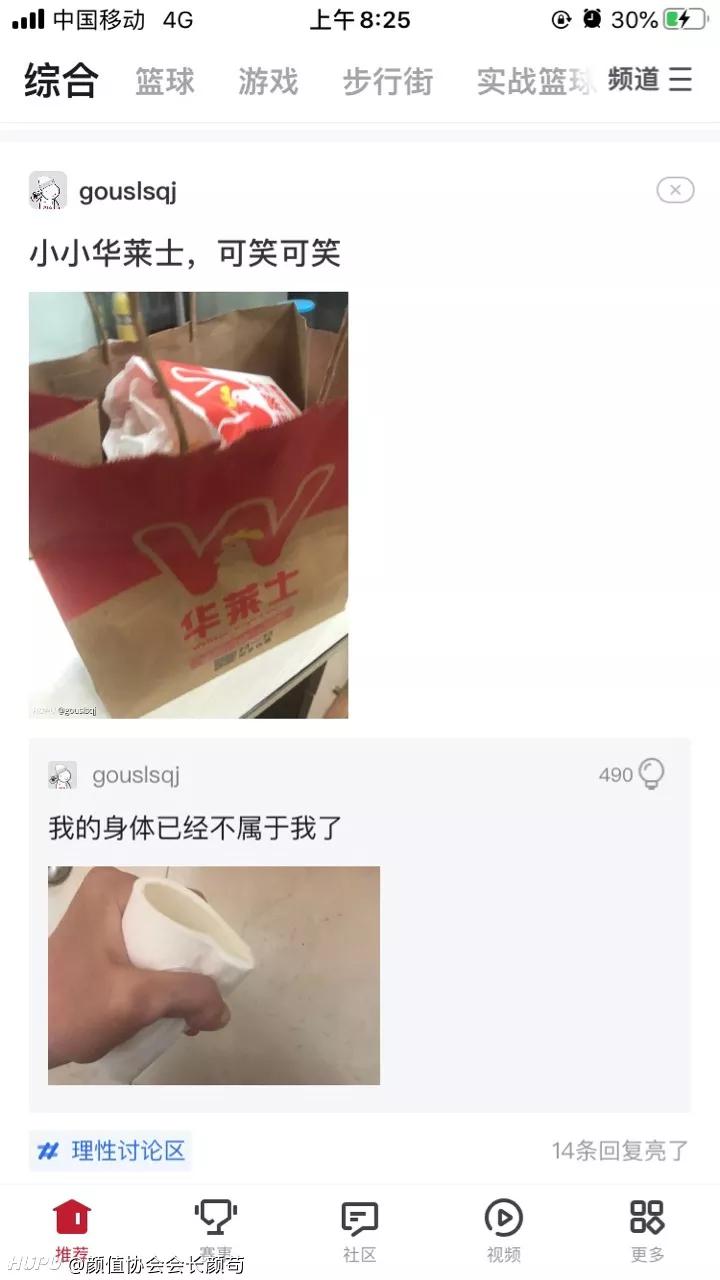 中国移动 4G 上午8:25 30%
综合 篮球 游戏 步行街 实战篮球 频道
gouslsqj
小小华莱士，可笑可笑
华莱士
HUPU @gouslsqj
gouslsqj 490
我的身体已经不属于我了
# 理性讨论区 14条回复亮了
推荐 赛事 社区 视频 更多
HUPU @颜值协会会长颜苟